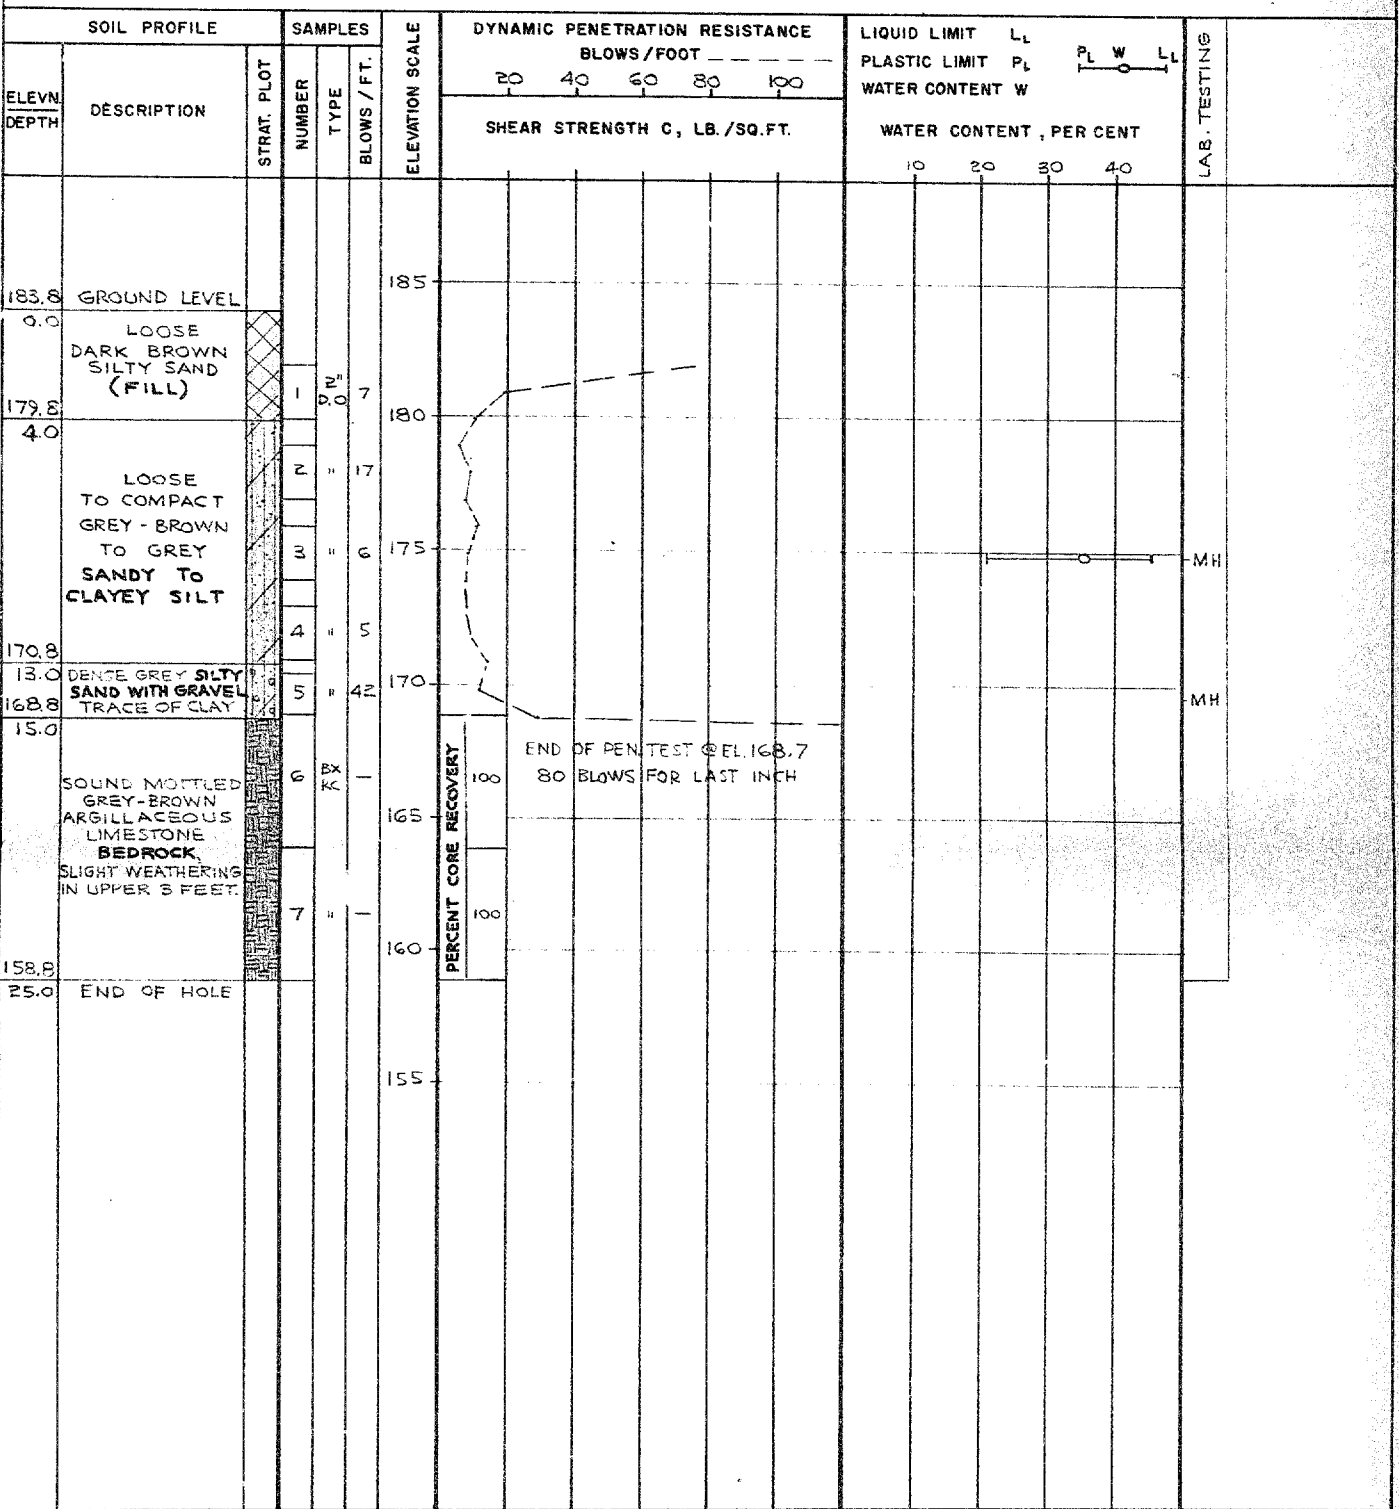 SOIL PROFILE
SAMPLES
ELEVN.
DEPTH
DESCRIPTION
STRAT. PLOT
NUMBER
TYPE
BLOWS / FT.
ELEVATION SCALE
DYNAMIC PENETRATION RESISTANCE
BLOWS /FOOT
20 40 60 80 100
SHEAR STRENGTH C, LB./SQ.FT.
LIQUID LIMIT LL
PLASTIC LIMIT PL
WATER CONTENT W
PL W LL
WATER CONTENT , PER CENT
10 20 30 40
LAB. TESTING
185
183.8 GROUND LEVEL
0.0
LOOSE
DARK BROWN
SILTY SAND
(FILL)
1 2" D.O 7
179.8
4.0
180
LOOSE
TO COMPACT
GREY - BROWN
TO GREY
SANDY TO
CLAYEY SILT
2 " 17
3 " 6
175
MH
4 " 5
170.8
13.0 DENSE GREY SILTY
SAND WITH GRAVEL
TRACE OF CLAY
5 " 42
170
MH
168.8
15.0
END OF PEN. TEST @ EL. 168.7
80 BLOWS FOR LAST INCH
SOUND MOTTLED
GREY-BROWN
ARGILLACEOUS
LIMESTONE
BEDROCK,
SLIGHT WEATHERING
IN UPPER 3 FEET.
6 BX —
PERCENT CORE RECOVERY
100
165
7 " —
100
160
158.8
25.0 END OF HOLE
155